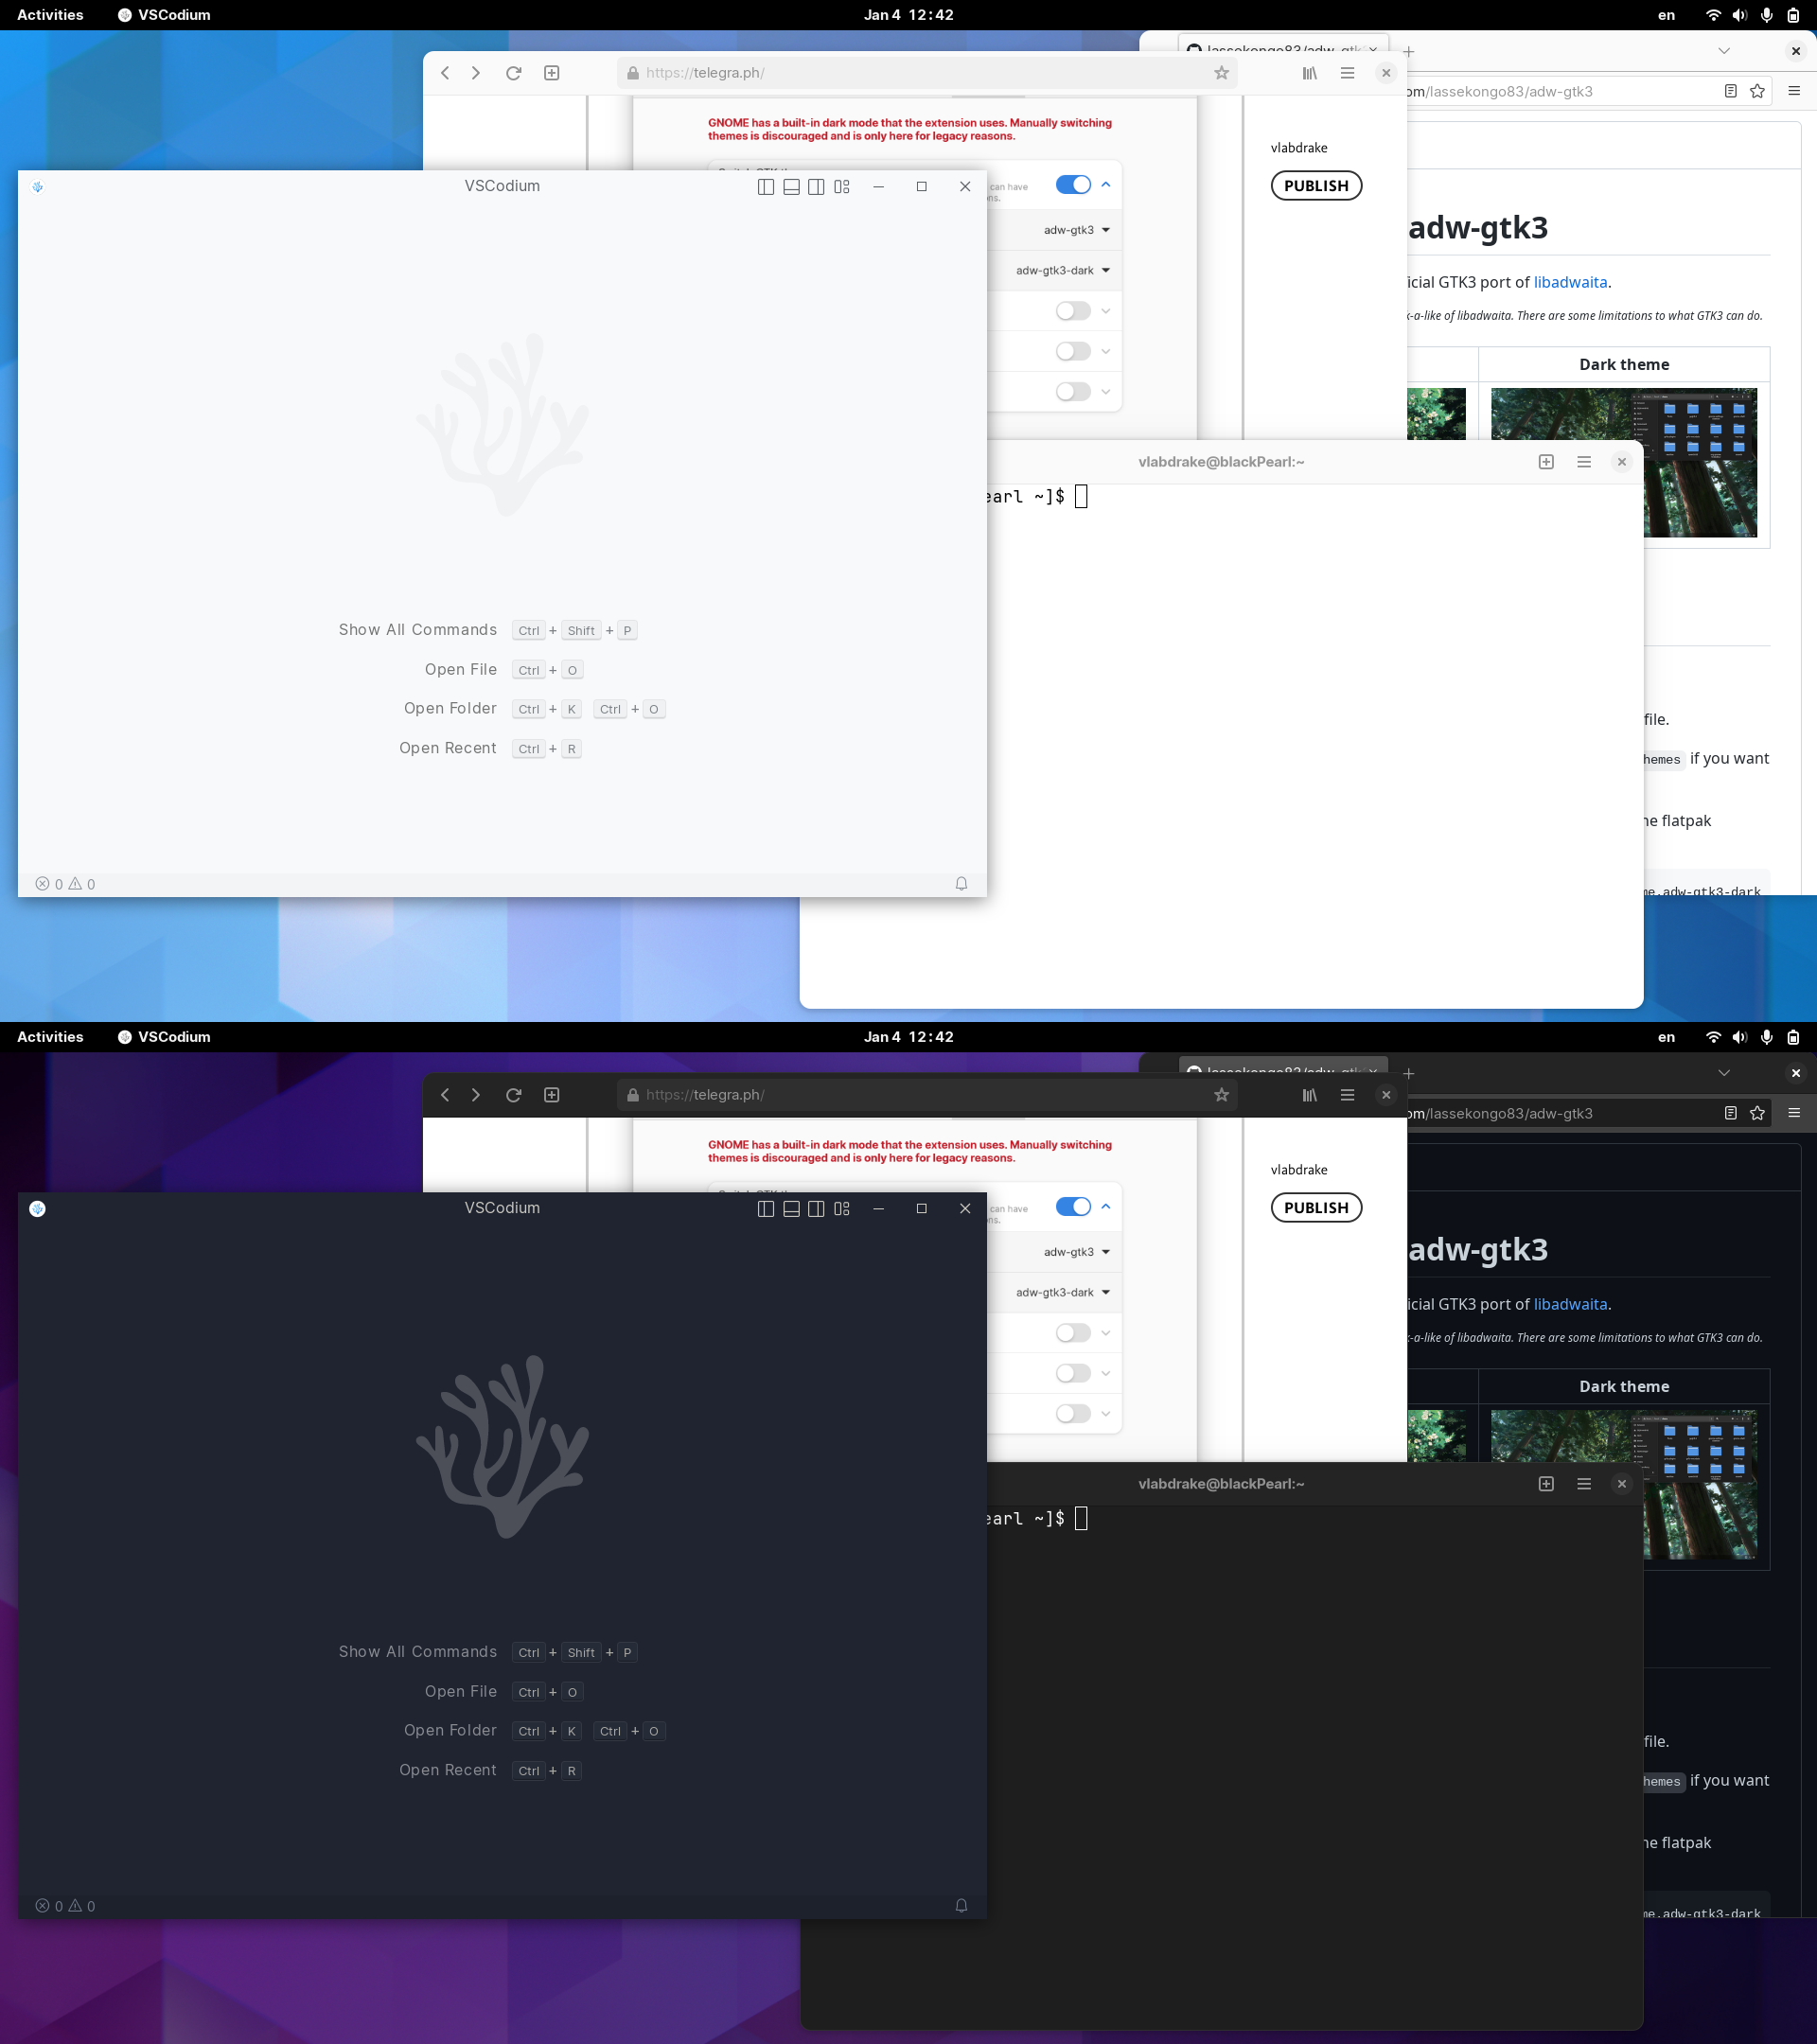 Activities VSCodium Jan 4 12:42 en
lassekongo83/adw-gtk
https://telegra.ph/
om/lassekongo83/adw-gtk3
GNOME has a built-in dark mode that the extension uses. Manually switching
themes is discouraged and is only here for legacy reasons.
vlabdrake
PUBLISH
VSCodium
can have
ns.
adw-gtk3
adw-gtk3-dark
adw-gtk3
icial GTK3 port of libadwaita.
-a-like of libadwaita. There are some limitations to what GTK3 can do.
Dark theme
vlabdrake@blackPearl:~
earl ~]$
Show All Commands Ctrl + Shift + P
Open File Ctrl + O
Open Folder Ctrl + K Ctrl + O
Open Recent Ctrl + R
file.
hemes if you want
ne flatpak
me.adw-gtk3-dark
0 0
Activities VSCodium Jan 4 12:42 en
lassekongo83/adw-gtk
https://telegra.ph/
om/lassekongo83/adw-gtk3
GNOME has a built-in dark mode that the extension uses. Manually switching
themes is discouraged and is only here for legacy reasons.
vlabdrake
PUBLISH
VSCodium
can have
ns.
adw-gtk3
adw-gtk3-dark
adw-gtk3
icial GTK3 port of libadwaita.
-a-like of libadwaita. There are some limitations to what GTK3 can do.
Dark theme
vlabdrake@blackPearl:~
earl ~]$
Show All Commands Ctrl + Shift + P
Open File Ctrl + O
Open Folder Ctrl + K Ctrl + O
Open Recent Ctrl + R
file.
hemes if you want
ne flatpak
me.adw-gtk3-dark
0 0